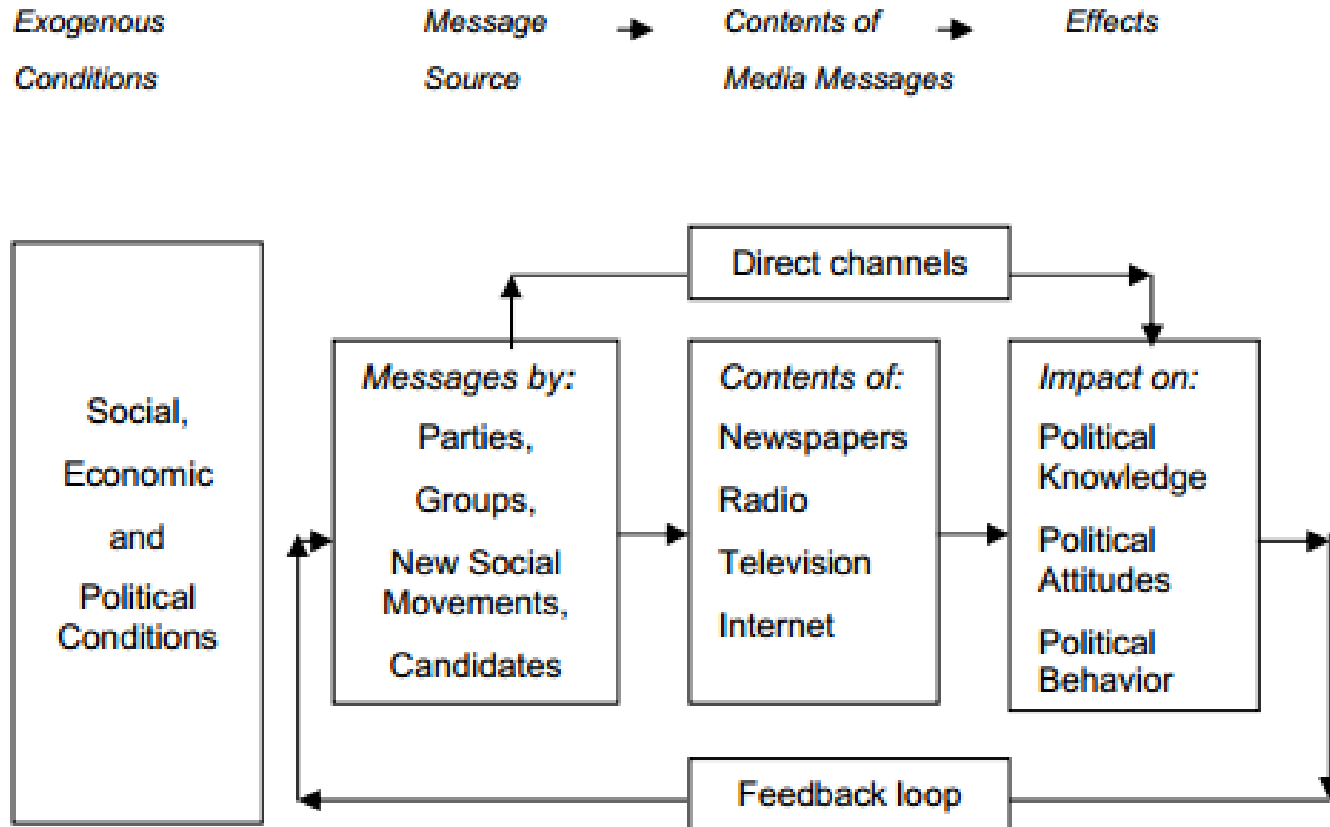 Exogenous
Conditions
Message
Source
Contents of
Media Messages
Effects
Direct channels
Social,
Economic
and
Political
Conditions
Messages by:
Parties,
Groups,
New Social
Movements,
Candidates
Contents of:
Newspapers
Radio
Television
Internet
Impact on:
Political
Knowledge
Political
Attitudes
Political
Behavior
Feedback loop